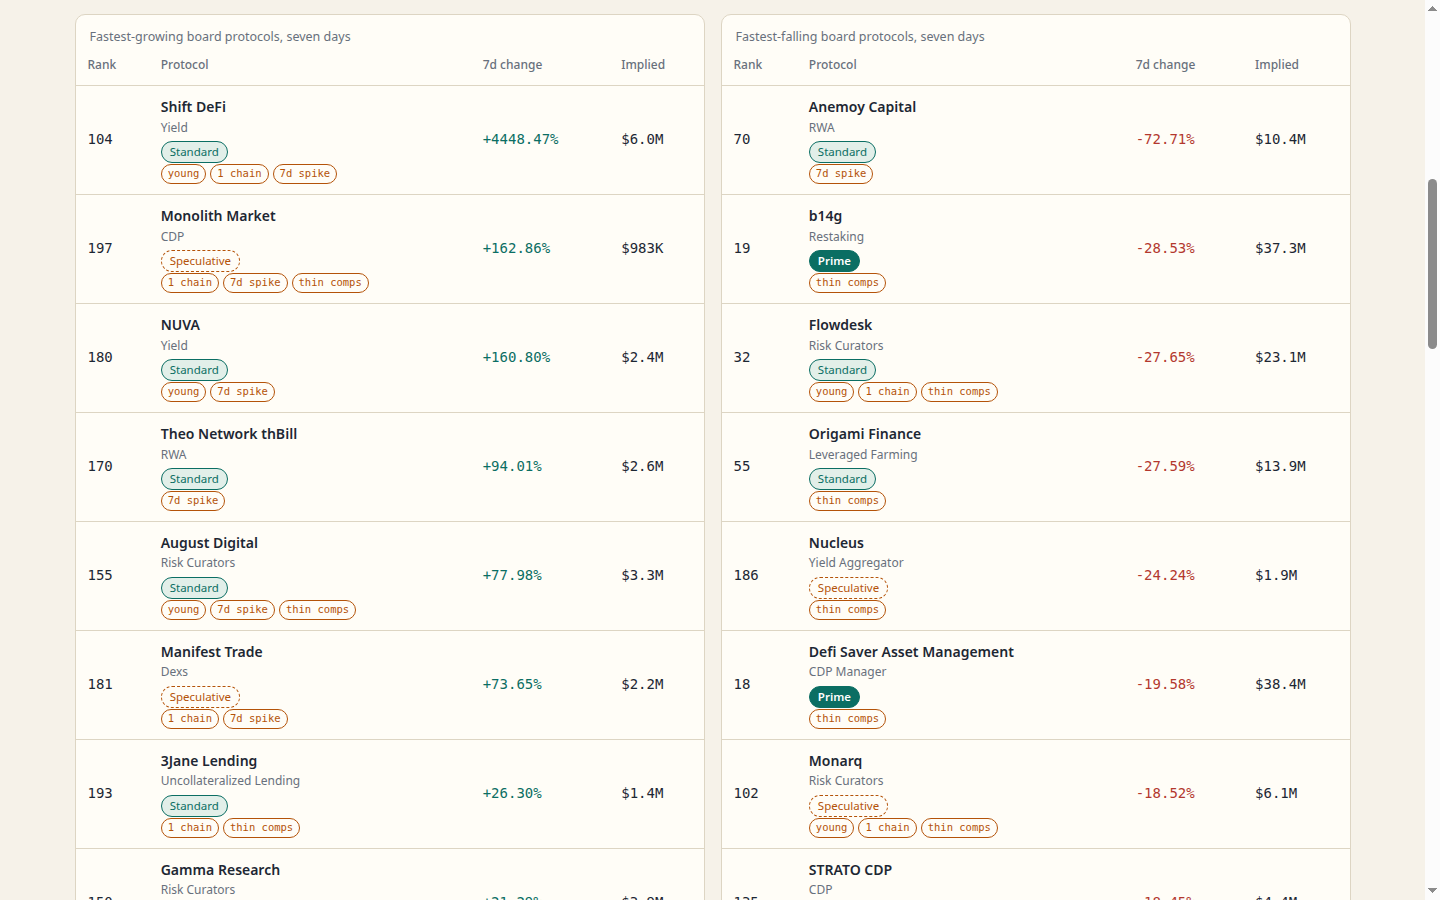 Fastest-growing board protocols, seven days
Rank Protocol 7d change Implied
Shift DeFi
Yield
104 Standard +4448.47% $6.0M
young 1 chain 7d spike
Monolith Market
CDP
197 Speculative +162.86% $983K
1 chain 7d spike thin comps
NUVA
Yield
180 Standard +160.80% $2.4M
young 7d spike
Theo Network thBill
RWA
170 Standard +94.01% $2.6M
7d spike
August Digital
Risk Curators
155 Standard +77.98% $3.3M
young 7d spike thin comps
Manifest Trade
Dexs
181 Speculative +73.65% $2.2M
1 chain 7d spike
3Jane Lending
Uncollateralized Lending
193 Standard +26.30% $1.4M
1 chain thin comps
Gamma Research
Risk Curators
Fastest-falling board protocols, seven days
Rank Protocol 7d change Implied
Anemoy Capital
RWA
70 Standard -72.71% $10.4M
7d spike
b14g
Restaking
19 Prime -28.53% $37.3M
thin comps
Flowdesk
Risk Curators
32 Standard -27.65% $23.1M
young 1 chain thin comps
Origami Finance
Leveraged Farming
55 Standard -27.59% $13.9M
thin comps
Nucleus
Yield Aggregator
186 Speculative -24.24% $1.9M
thin comps
Defi Saver Asset Management
CDP Manager
18 Prime -19.58% $38.4M
thin comps
Monarq
Risk Curators
102 Speculative -18.52% $6.1M
young 1 chain thin comps
STRATO CDP
CDP